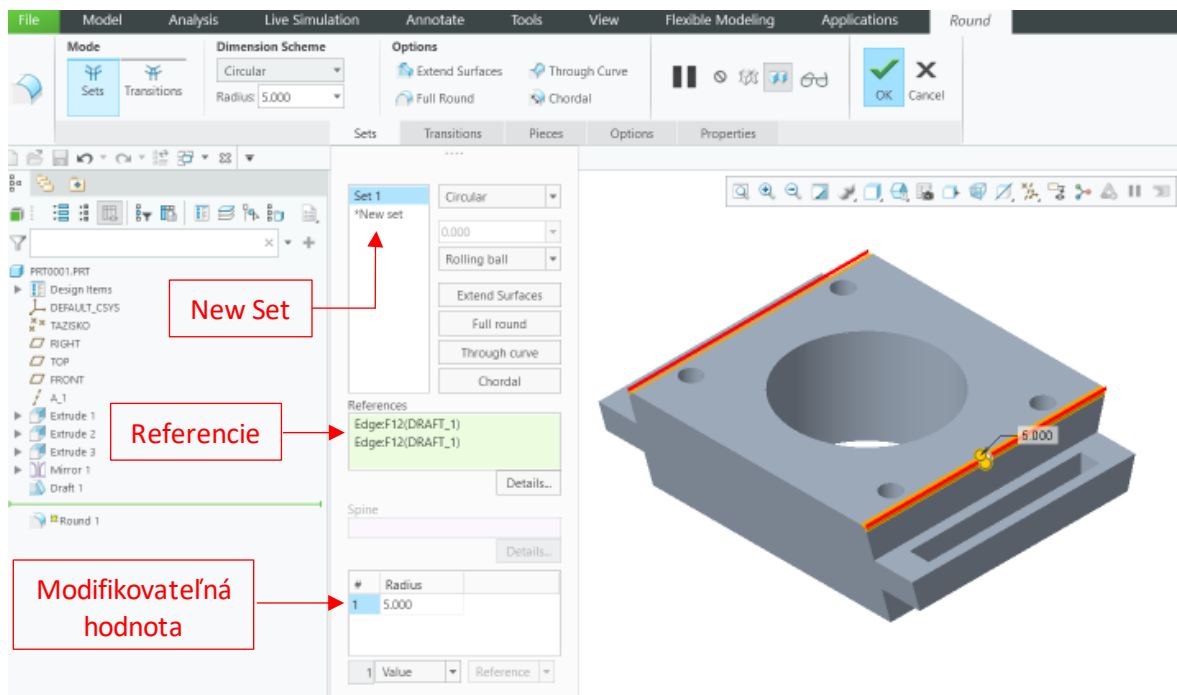 File Model Analysis Live Simulation Annotate Tools View Flexible Modeling Applications Round
Mode
Sets
Transitions
Dimension Scheme
Circular
Radius: 5.000
Options
Extend Surfaces
Through Curve
Full Round
Chordal
OK
Cancel
Sets Transitions Pieces Options Properties
PRT0001.PRT
Design Items
DEFAULT_CSYS
TAZISKO
RIGHT
TOP
FRONT
A_1
Extrude 1
Extrude 2
Extrude 3
Mirror 1
Draft 1
Round 1
New Set
Referencie
Modifikovateľná
hodnota
Set 1
*New set
Circular
0.000
Rolling ball
Extend Surfaces
Full round
Through curve
Chordal
References
Edge:F12(DRAFT_1)
Edge:F12(DRAFT_1)
Details...
Spine
Details...
# Radius
1 5.000
1 Value Reference
5.000